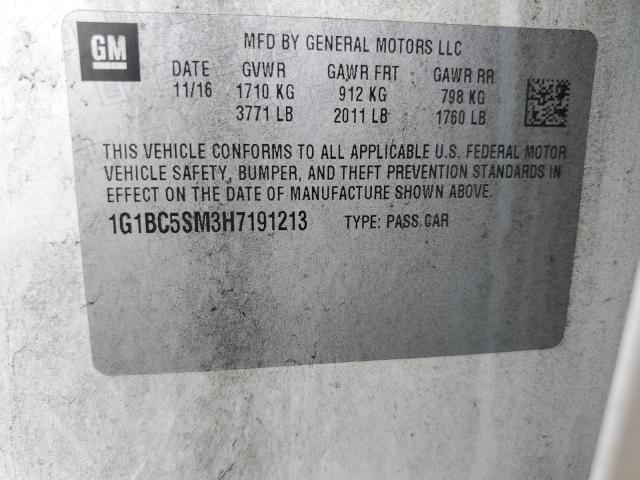 GM
MFD BY GENERAL MOTORS LLC
DATE GVWR GAWR FRT GAWR RR
11/16 1710 KG 912 KG 798 KG
3771 LB 2011 LB 1760 LB
THIS VEHICLE CONFORMS TO ALL APPLICABLE U.S. FEDERAL MOTOR
VEHICLE SAFETY, BUMPER, AND THEFT PREVENTION STANDARDS IN
EFFECT ON THE DATE OF MANUFACTURE SHOWN ABOVE.
1G1BC5SM3H7191213 TYPE: PASS CAR